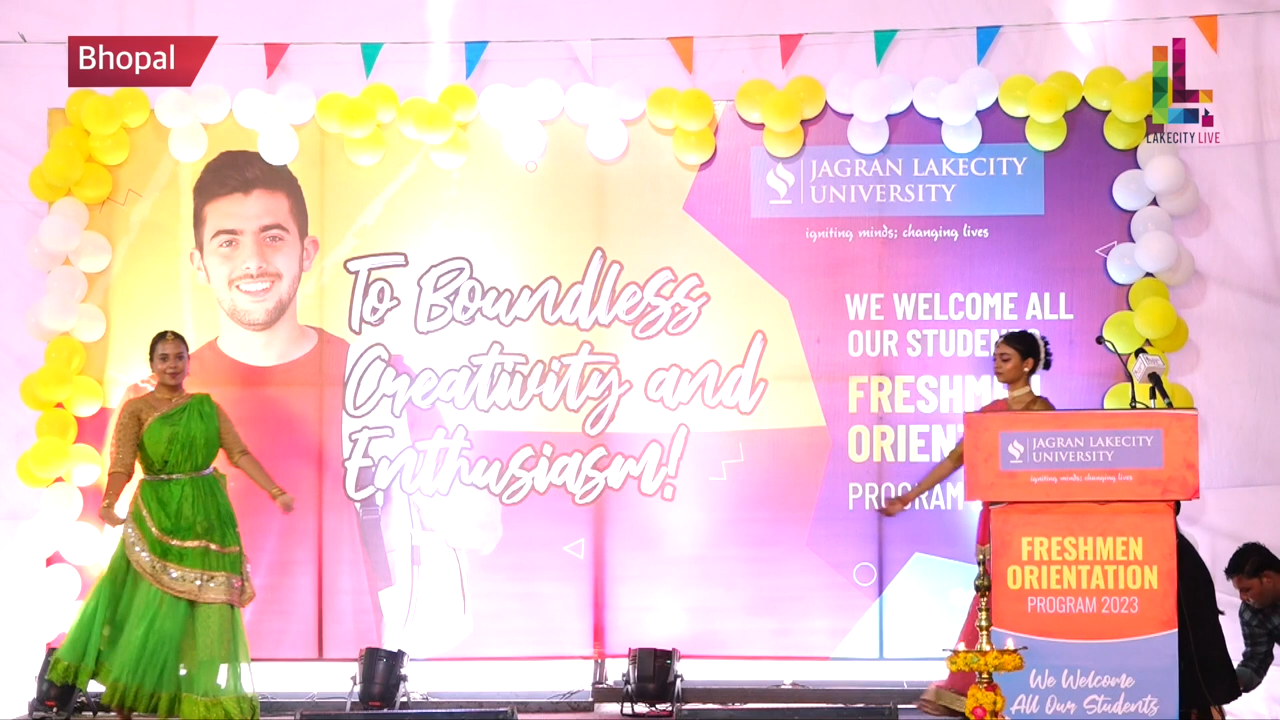 Bhopal
LAKECITY LIVE
JAGRAN LAKECITY
UNIVERSITY
igniting minds; changing lives
To Boundless
Creativity and
Enthusiasm!
WE WELCOME ALL
OUR STUDENTS
FRESHMEN
ORIEN
PROGRAM
JAGRAN LAKECITY
UNIVERSITY
igniting minds; changing lives
FRESHMEN
ORIENTATION
PROGRAM 2023
We Welcome
All Our Students